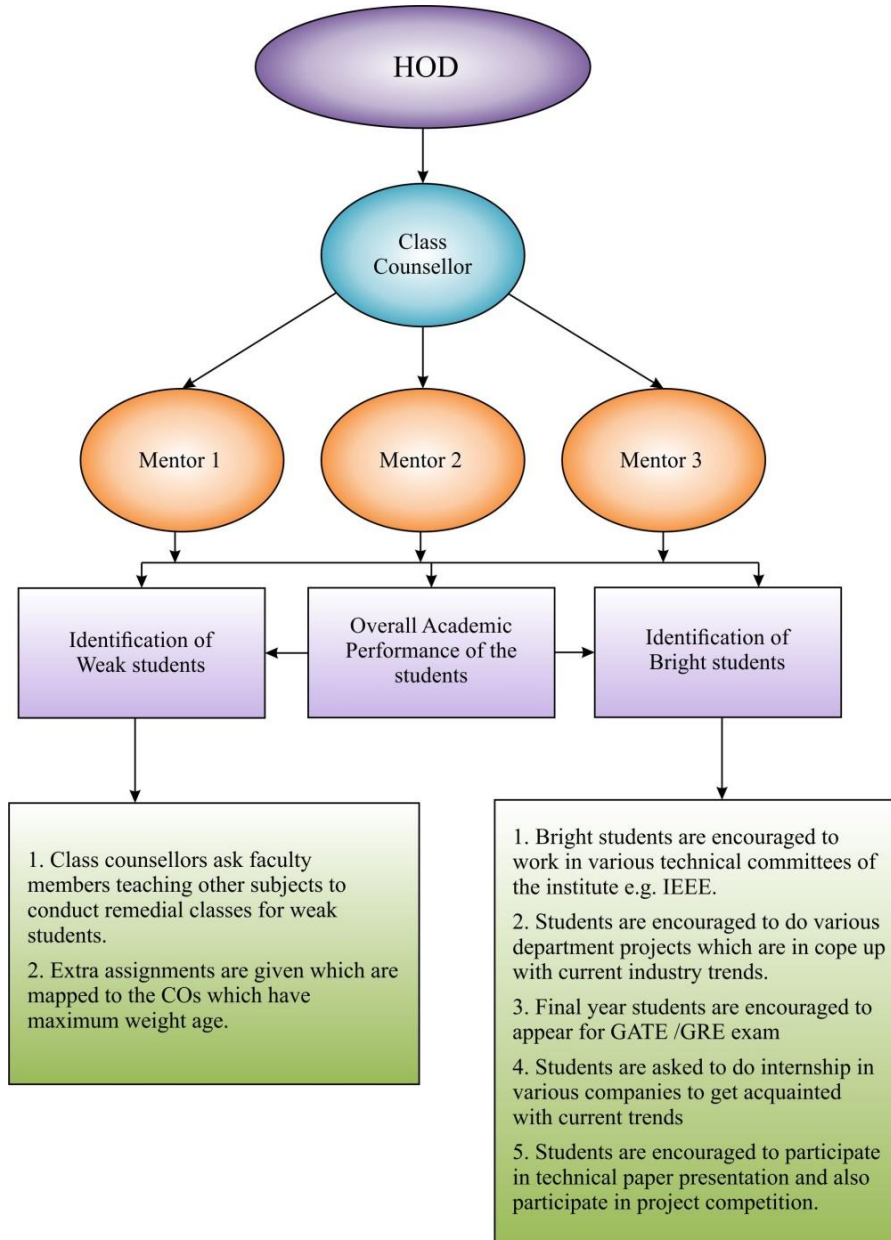 HOD
Class
Counsellor
Mentor 1
Mentor 2
Mentor 3
Identification of
Weak students
Overall Academic
Performance of the
students
Identification of
Bright students
1. Class counsellors ask faculty
members teaching other subjects to
conduct remedial classes for weak
students.
2. Extra assignments are given which are
mapped to the COs which have
maximum weight age.
1. Bright students are encouraged to
work in various technical committees of
the institute e.g. IEEE.
2. Students are encouraged to do various
department projects which are in cope up
with current industry trends.
3. Final year students are encouraged to
appear for GATE /GRE exam
4. Students are asked to do internship in
various companies to get acquainted
with current trends
5. Students are encouraged to participate
in technical paper presentation and also
participate in project competition.